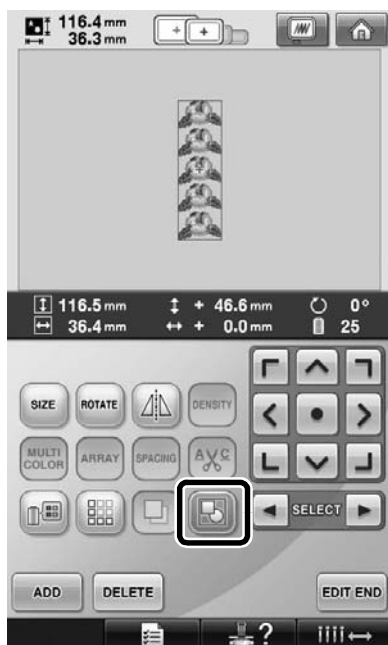 116.4 mm
36.3 mm
116.5 mm + 46.6 mm 0°
36.4 mm + 0.0 mm 25
SIZE ROTATE DENSITY
MULTI COLOR ARRAY SPACING A C
SELECT
ADD DELETE EDIT END
?